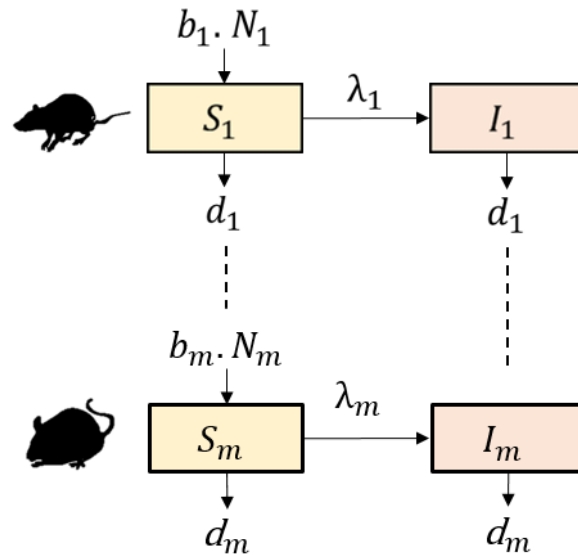 b₁. N₁
S₁
λ₁
I₁
d₁
d₁
bₘ. Nₘ
Sₘ
λₘ
Iₘ
dₘ
dₘ